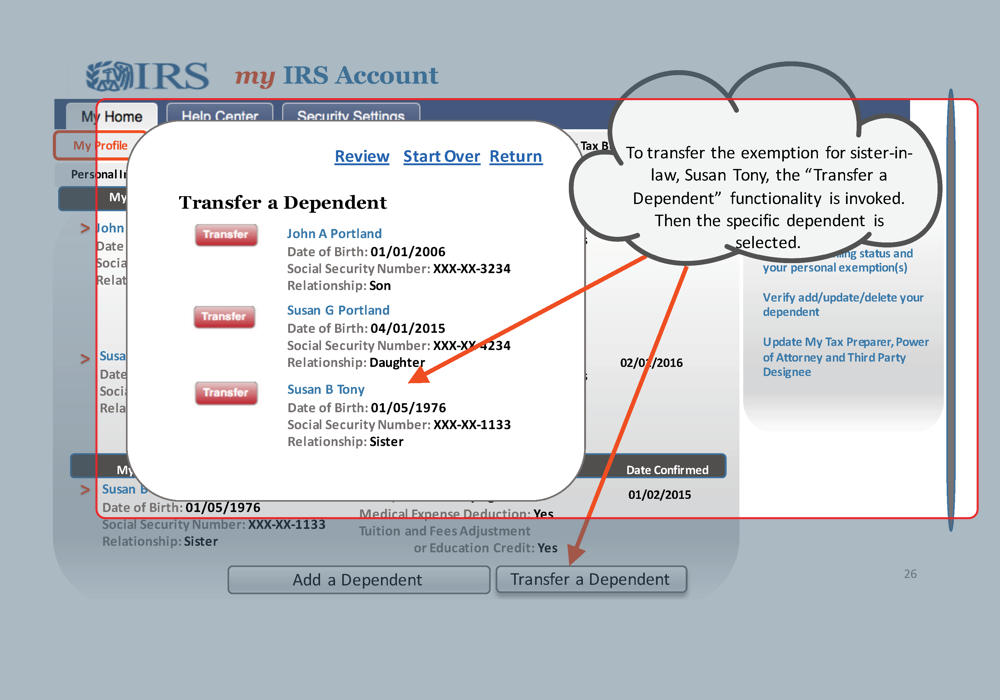 IRS my IRS Account
My Home Help Center Security Settings
My Profile Tax B
Personal
My
Review Start Over Return
Transfer a Dependent
Transfer
John A Portland
Date of Birth: 01/01/2006
Social Security Number: XXX-XX-3234
Relationship: Son
Transfer
Susan G Portland
Date of Birth: 04/01/2015
Social Security Number: XXX-XX-4234
Relationship: Daughter
Transfer
Susan B Tony
Date of Birth: 01/05/1976
Social Security Number: XXX-XX-1133
Relationship: Sister
To transfer the exemption for sister-in-
law, Susan Tony, the “Transfer a
Dependent” functionality is invoked.
Then the specific dependent is
selected.
> John
Date
Socia
Relat
> Susa
Date
Socia
Rela
02/01/2016
status and
your personal exemption(s)
Verify add/update/delete your
dependent
Update My Tax Preparer, Power
of Attorney and Third Party
Designee
My Date Confirmed
> Susan B
Date of Birth: 01/05/1976
Social Security Number: XXX-XX-1133
Relationship: Sister
01/02/2015
Medical Expense Deduction: Yes
Tuition and Fees Adjustment
or Education Credit: Yes
Add a Dependent Transfer a Dependent
26